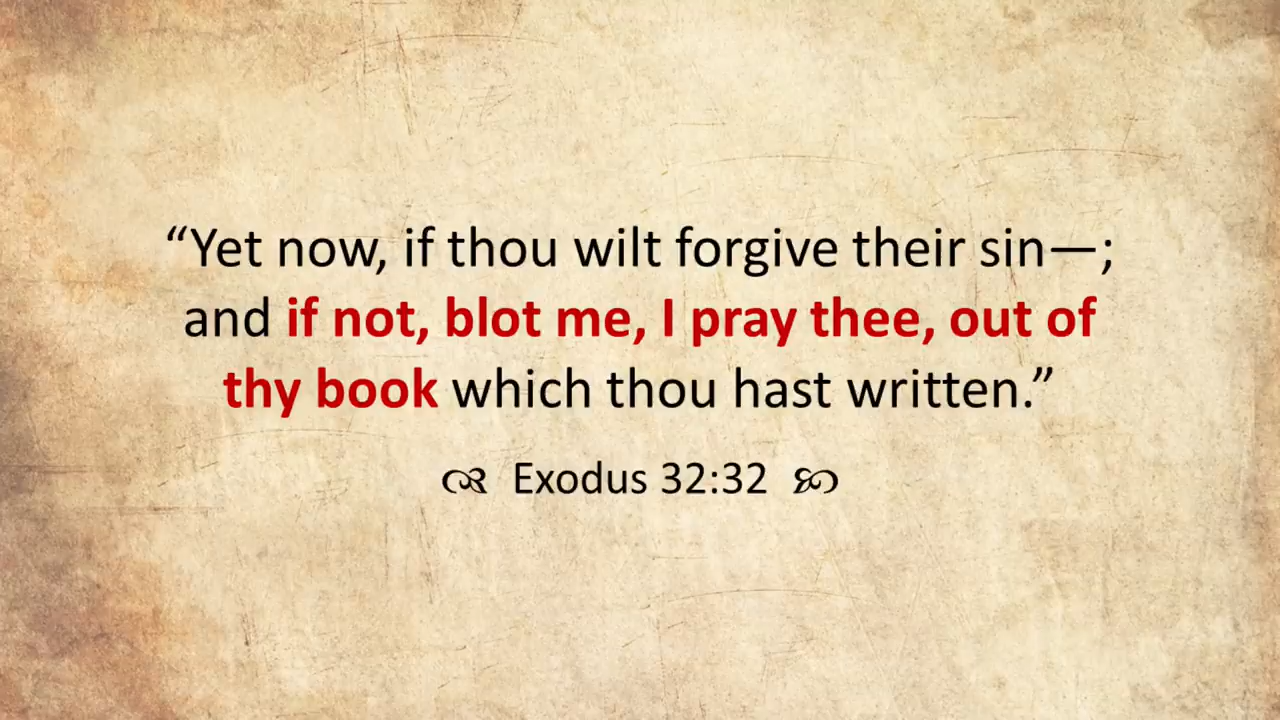 “Yet now, if thou wilt forgive their sin—;
and if not, blot me, I pray thee, out of
thy book which thou hast written.”
Exodus 32:32